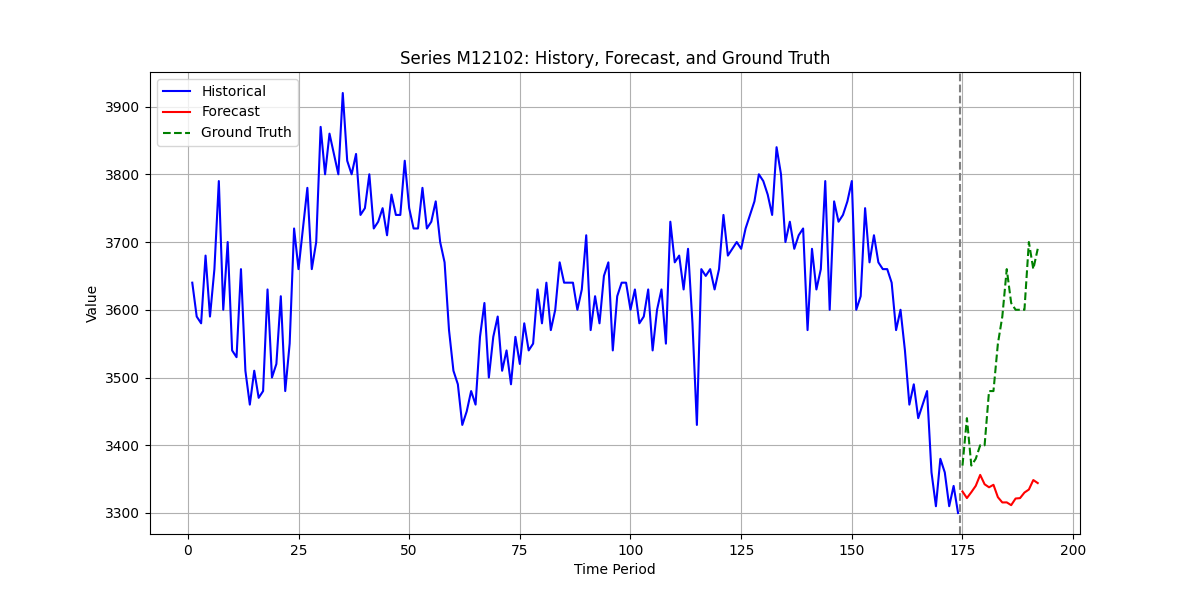 Series M12102: History, Forecast, and Ground Truth
Historical
Forecast
Ground Truth
Value
3900
3800
3700
3600
3500
3400
3300
0 25 50 75 100 125 150 175 200
Time Period